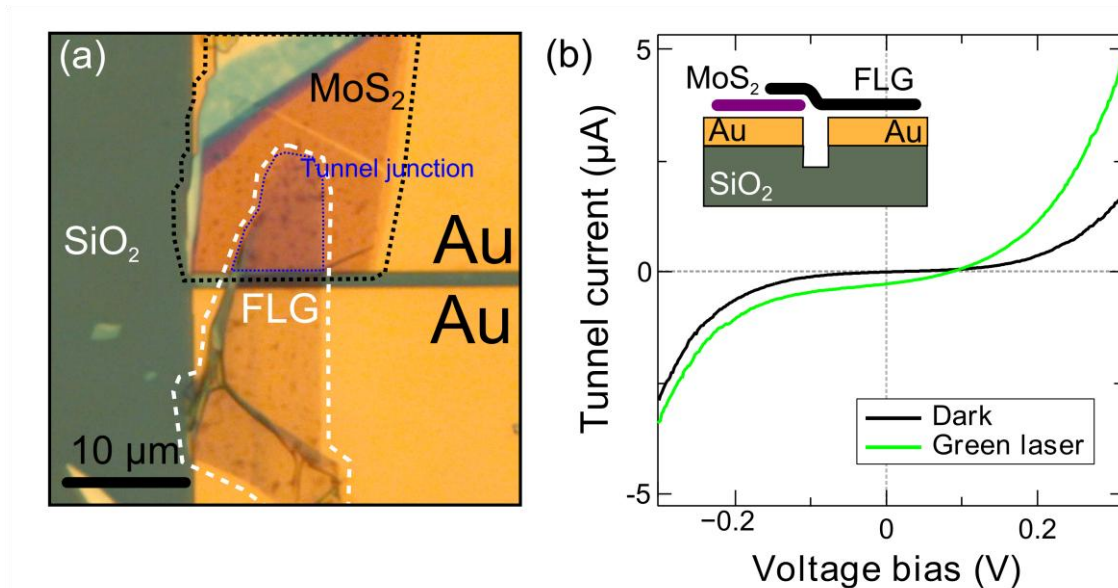 (a)
MoS₂
Tunnel junction
SiO₂
Au
FLG
Au
10 µm
(b)
Tunnel current (µA)
5
0
-5
MoS₂
FLG
Au
Au
SiO₂
Dark
Green laser
−0.2
0
0.2
Voltage bias (V)